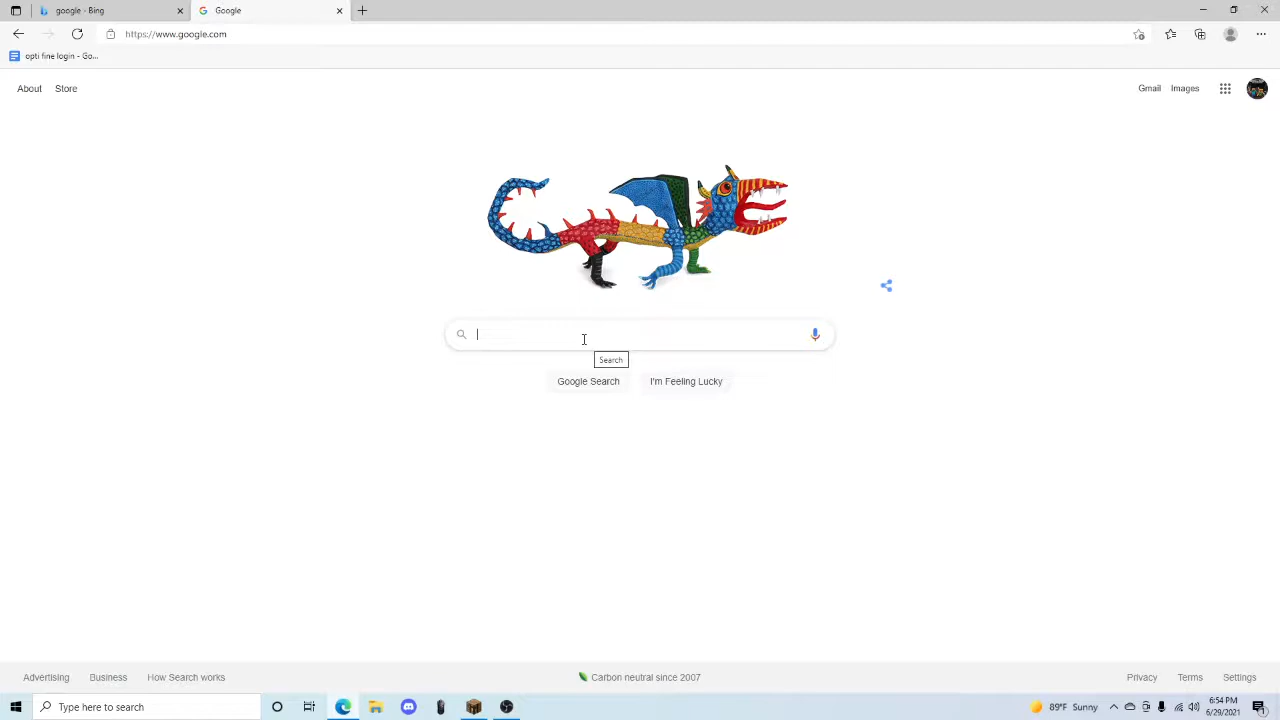 google - Bing
Google
https://www.google.com
opti fine login - Go...
About Store
Gmail Images
Search
Google Search I'm Feeling Lucky
Advertising Business How Search works
Carbon neutral since 2007
Privacy Terms Settings
Type here to search
89°F Sunny
6:54 PM
6/29/2021